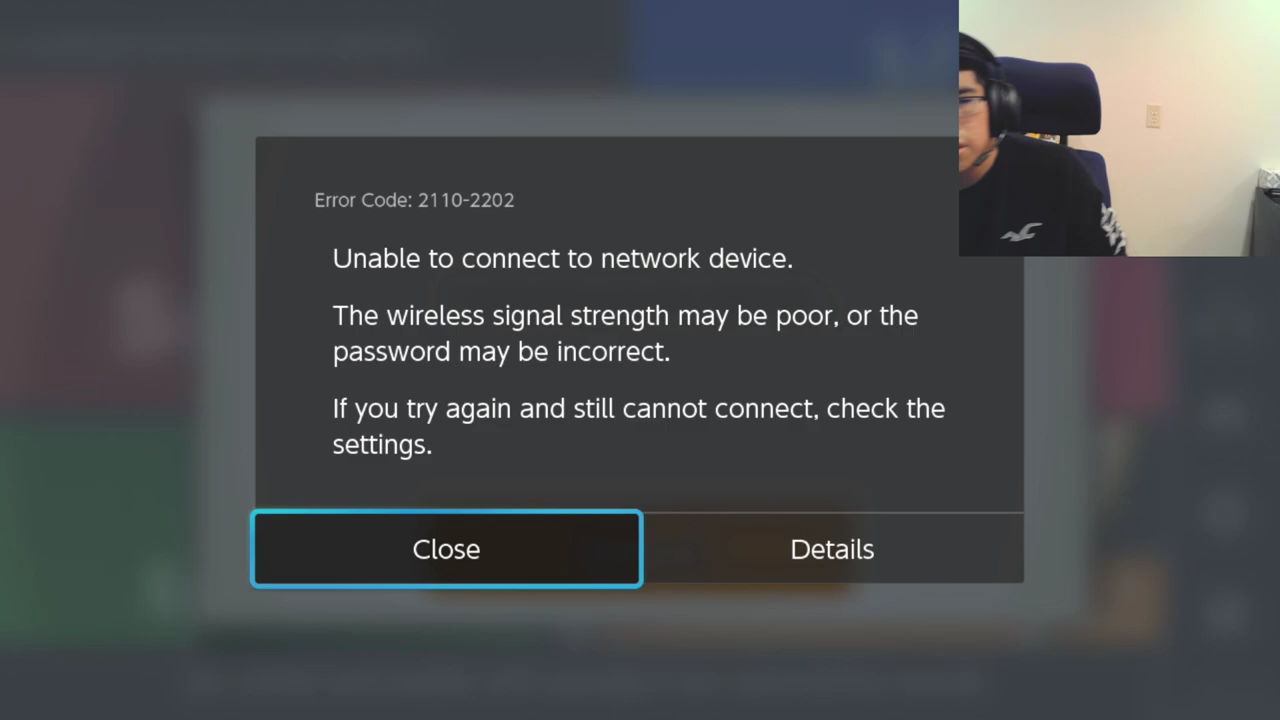 Error Code: 2110-2202
Unable to connect to network device.
The wireless signal strength may be poor, or the
password may be incorrect.
If you try again and still cannot connect, check the
settings.
Close
Details